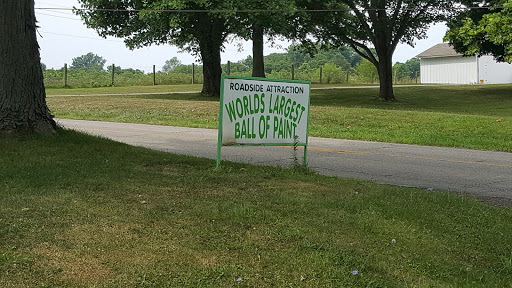 ROADSIDE ATTRACTION
WORLDS LARGEST
BALL OF PAINT